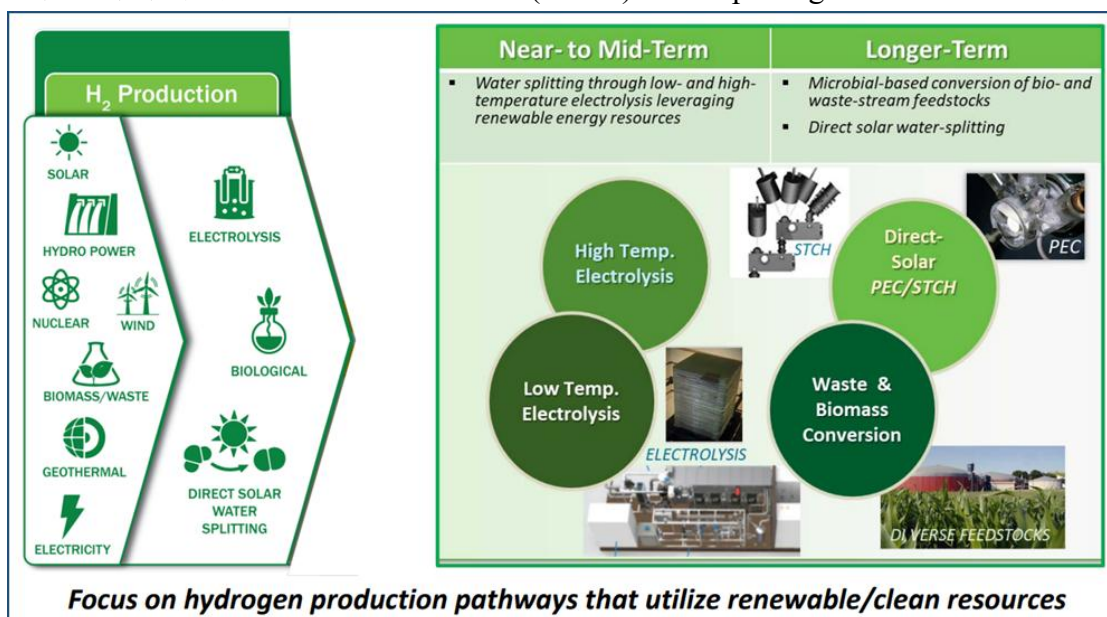 H2 Production
SOLAR
HYDRO POWER
NUCLEAR
WIND
BIOMASS/WASTE
GEOTHERMAL
ELECTRICITY
ELECTROLYSIS
BIOLOGICAL
DIRECT SOLAR
WATER
SPLITTING
Near- to Mid-Term
▪ Water splitting through low- and high-
temperature electrolysis leveraging
renewable energy resources
Longer-Term
▪ Microbial-based conversion of bio- and
waste-stream feedstocks
▪ Direct solar water-splitting
High Temp.
Electrolysis
Low Temp.
Electrolysis
ELECTROLYSIS
STCH
Direct-
Solar
PEC/STCH
PEC
Waste &
Biomass
Conversion
DIVERSE FEEDSTOCKS
Focus on hydrogen production pathways that utilize renewable/clean resources